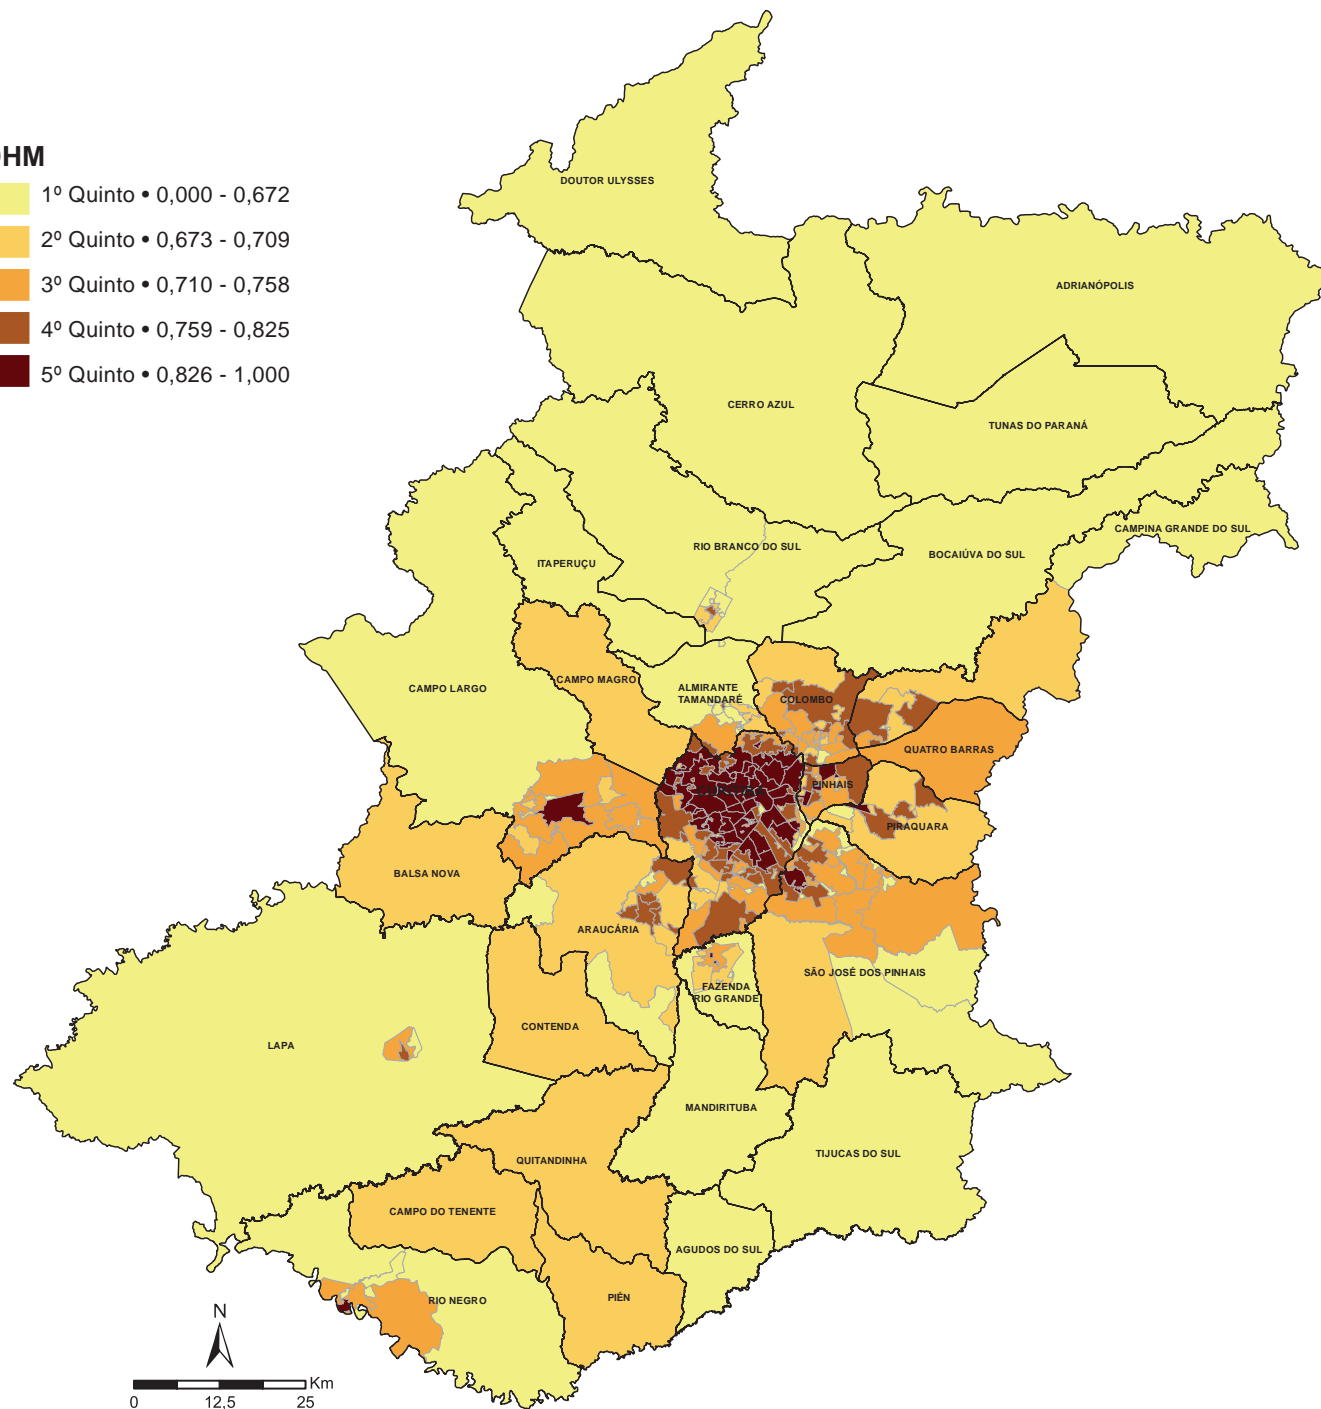 DHM
1º Quinto • 0,000 - 0,672
2º Quinto • 0,673 - 0,709
3º Quinto • 0,710 - 0,758
4º Quinto • 0,759 - 0,825
5º Quinto • 0,826 - 1,000
DOUTOR ULYSSES
ADRIANÓPOLIS
CERRO AZUL
TUNAS DO PARANÁ
CAMPINA GRANDE DO SUL
RIO BRANCO DO SUL
BOCAIÚVA DO SUL
ITAPERUÇU
CAMPO MAGRO
CAMPO LARGO
ALMIRANTE
TAMANDARÉ
COLOMBO
QUATRO BARRAS
PINHAIS
CURITIBA
PIRAQUARA
BALSA NOVA
ARAUCÁRIA
SÃO JOSÉ DOS PINHAIS
FAZENDA
RIO GRANDE
CONTENDA
LAPA
MANDIRITUBA
TIJUCAS DO SUL
QUITANDINHA
CAMPO DO TENENTE
AGUDOS DO SUL
PIÊN
RIO NEGRO
N
Km
0 12,5 25